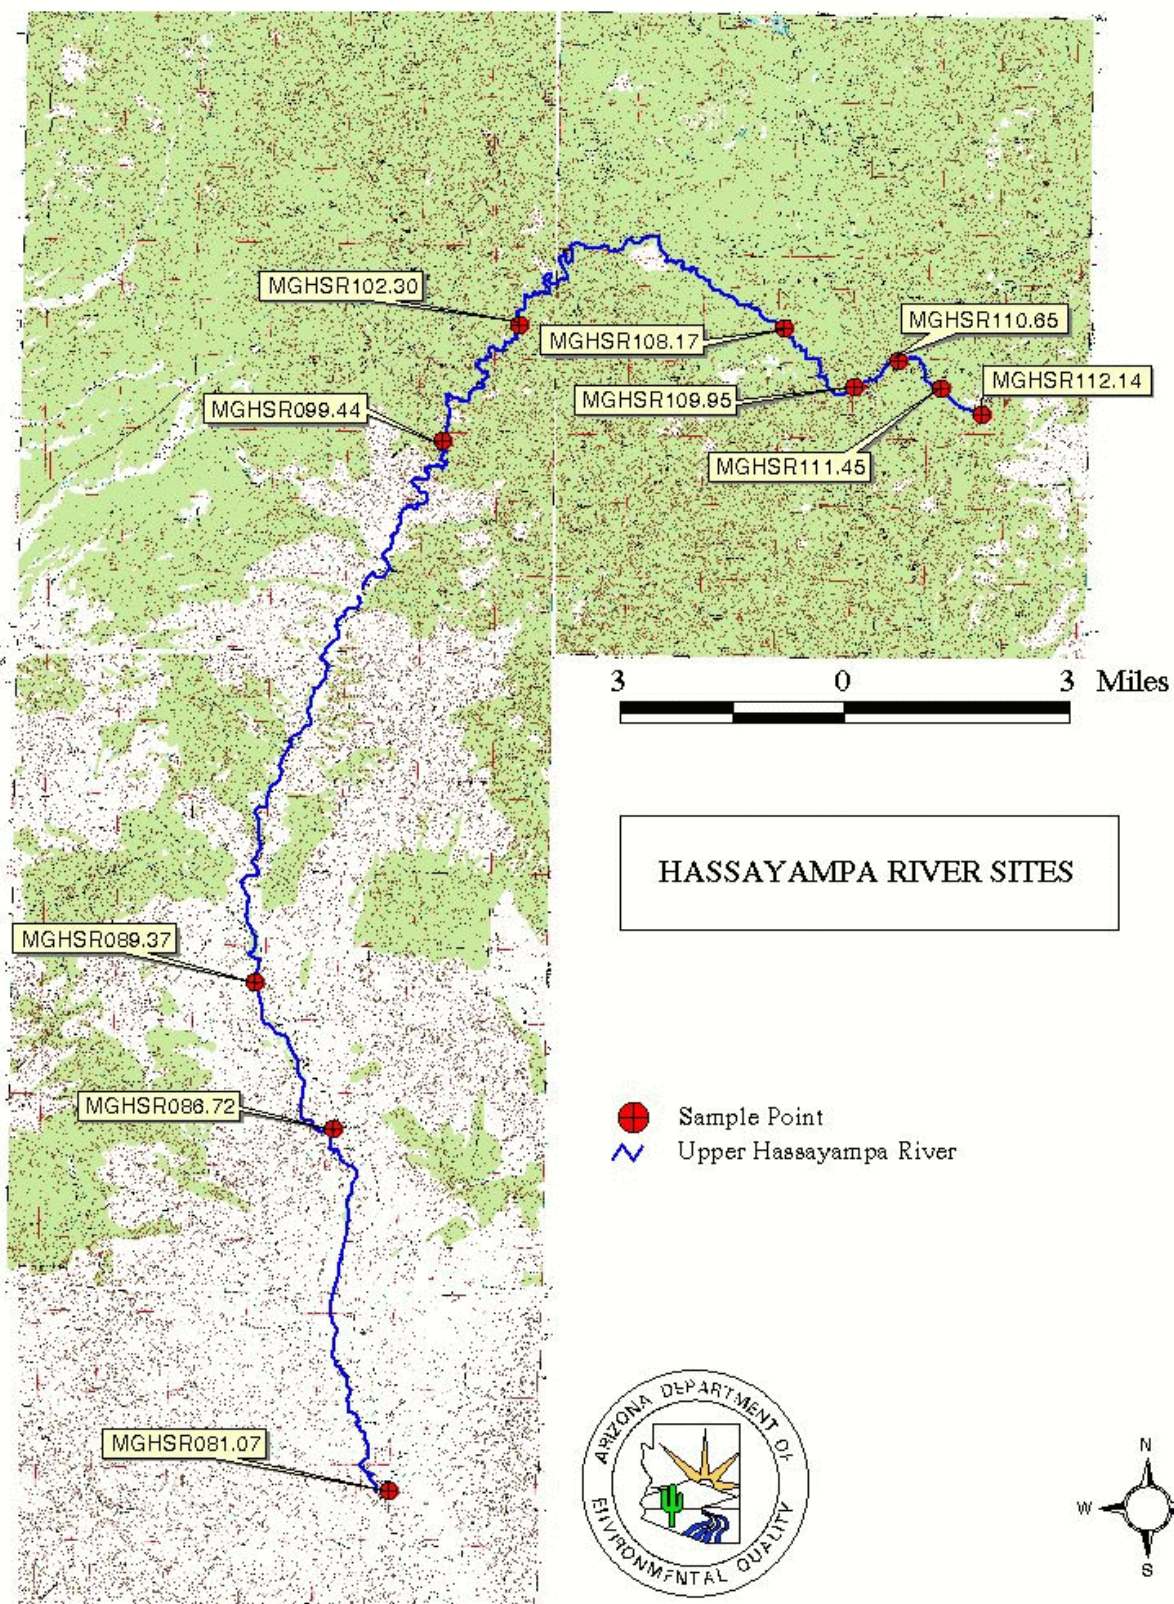 MGHSR102.30
MGHSR110.65
MGHSR108.17
MGHSR112.14
MGHSR109.95
MGHSR099.44
MGHSR111.45
3 0 3 Miles
HASSAYAMPA RIVER SITES
MGHSR089.37
MGHSR086.72
Sample Point
Upper Hassayampa River
MGHSR081.07
ARIZONA DEPARTMENT OF
ENVIRONMENTAL QUALITY
N
W
S